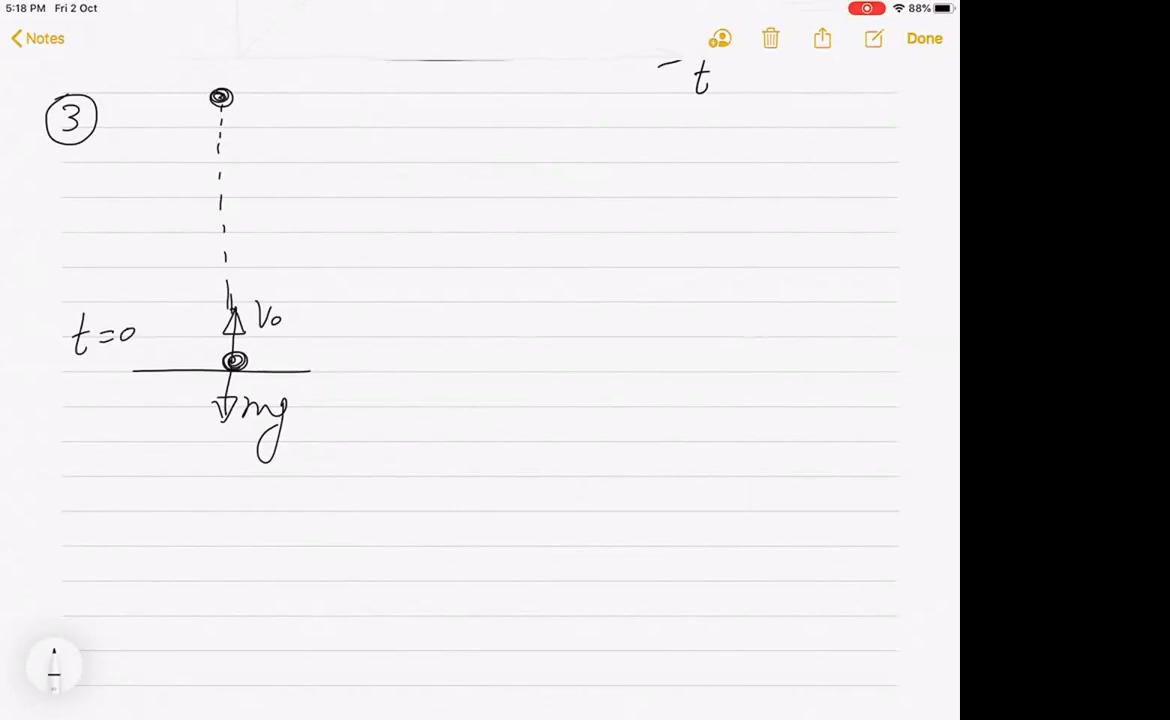 5:18 PM Fri 2 Oct
88%
Notes
Done
t
3
V₀
t=0
mg